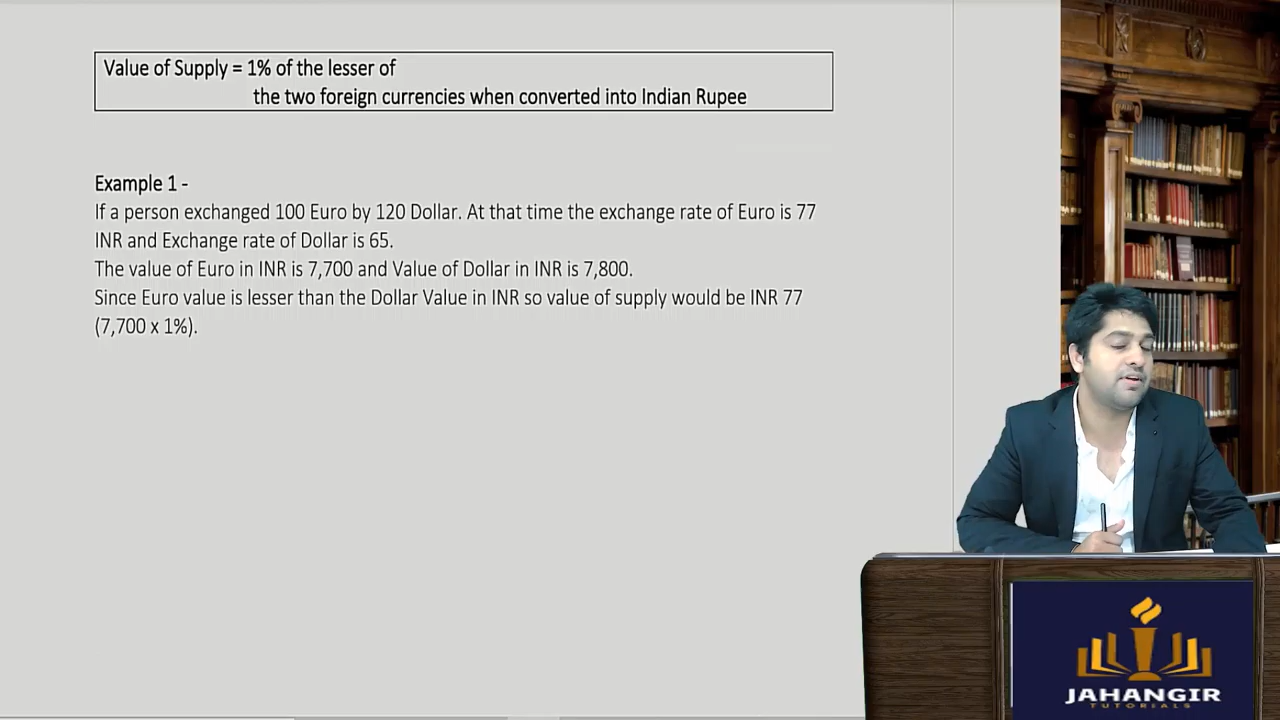 Value of Supply = 1% of the lesser of
the two foreign currencies when converted into Indian Rupee
Example 1 -
If a person exchanged 100 Euro by 120 Dollar. At that time the exchange rate of Euro is 77
INR and Exchange rate of Dollar is 65.
The value of Euro in INR is 7,700 and Value of Dollar in INR is 7,800.
Since Euro value is lesser than the Dollar Value in INR so value of supply would be INR 77
(7,700 x 1%).
JAHANGIR
TUTORIALS